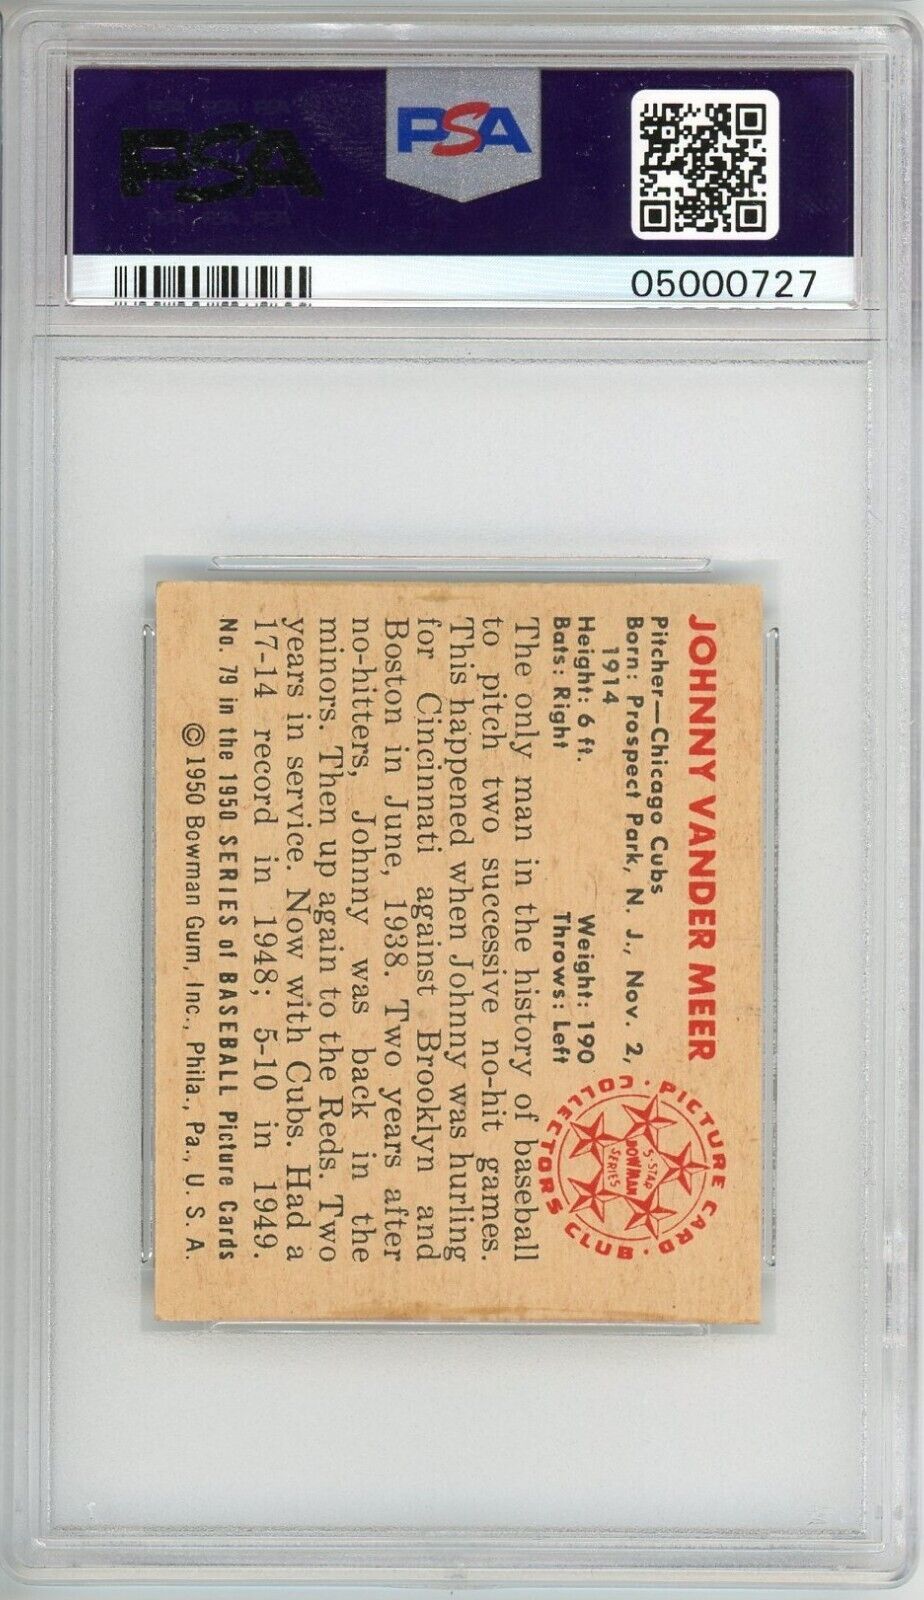 PSA
PSA
05000727
JOHNNY VANDER MEER
Pitcher—Chicago Cubs
Born: Prospect Park, N. J., Nov. 2,
1914
Height: 6 ft. Weight: 190
Bats: Right Throws: Left
The only man in the history of baseball
to pitch two successive no-hit games.
This happened when Johnny was hurling
for Cincinnati against Brooklyn and
Boston in June, 1938. Two years after
no-hitters, Johnny was back in the
minors. Then up again to the Reds. Two
years in service. Now with Cubs. Had a
17-14 record in 1948; 5-10 in 1949.
No. 79 in the 1950 SERIES of BASEBALL Picture Cards
©1950 Bowman Gum, Inc., Phila., Pa., U. S. A.
PICTURE CARD
COLLECTORS CLUB
5-STAR
BOWMAN
SERIES